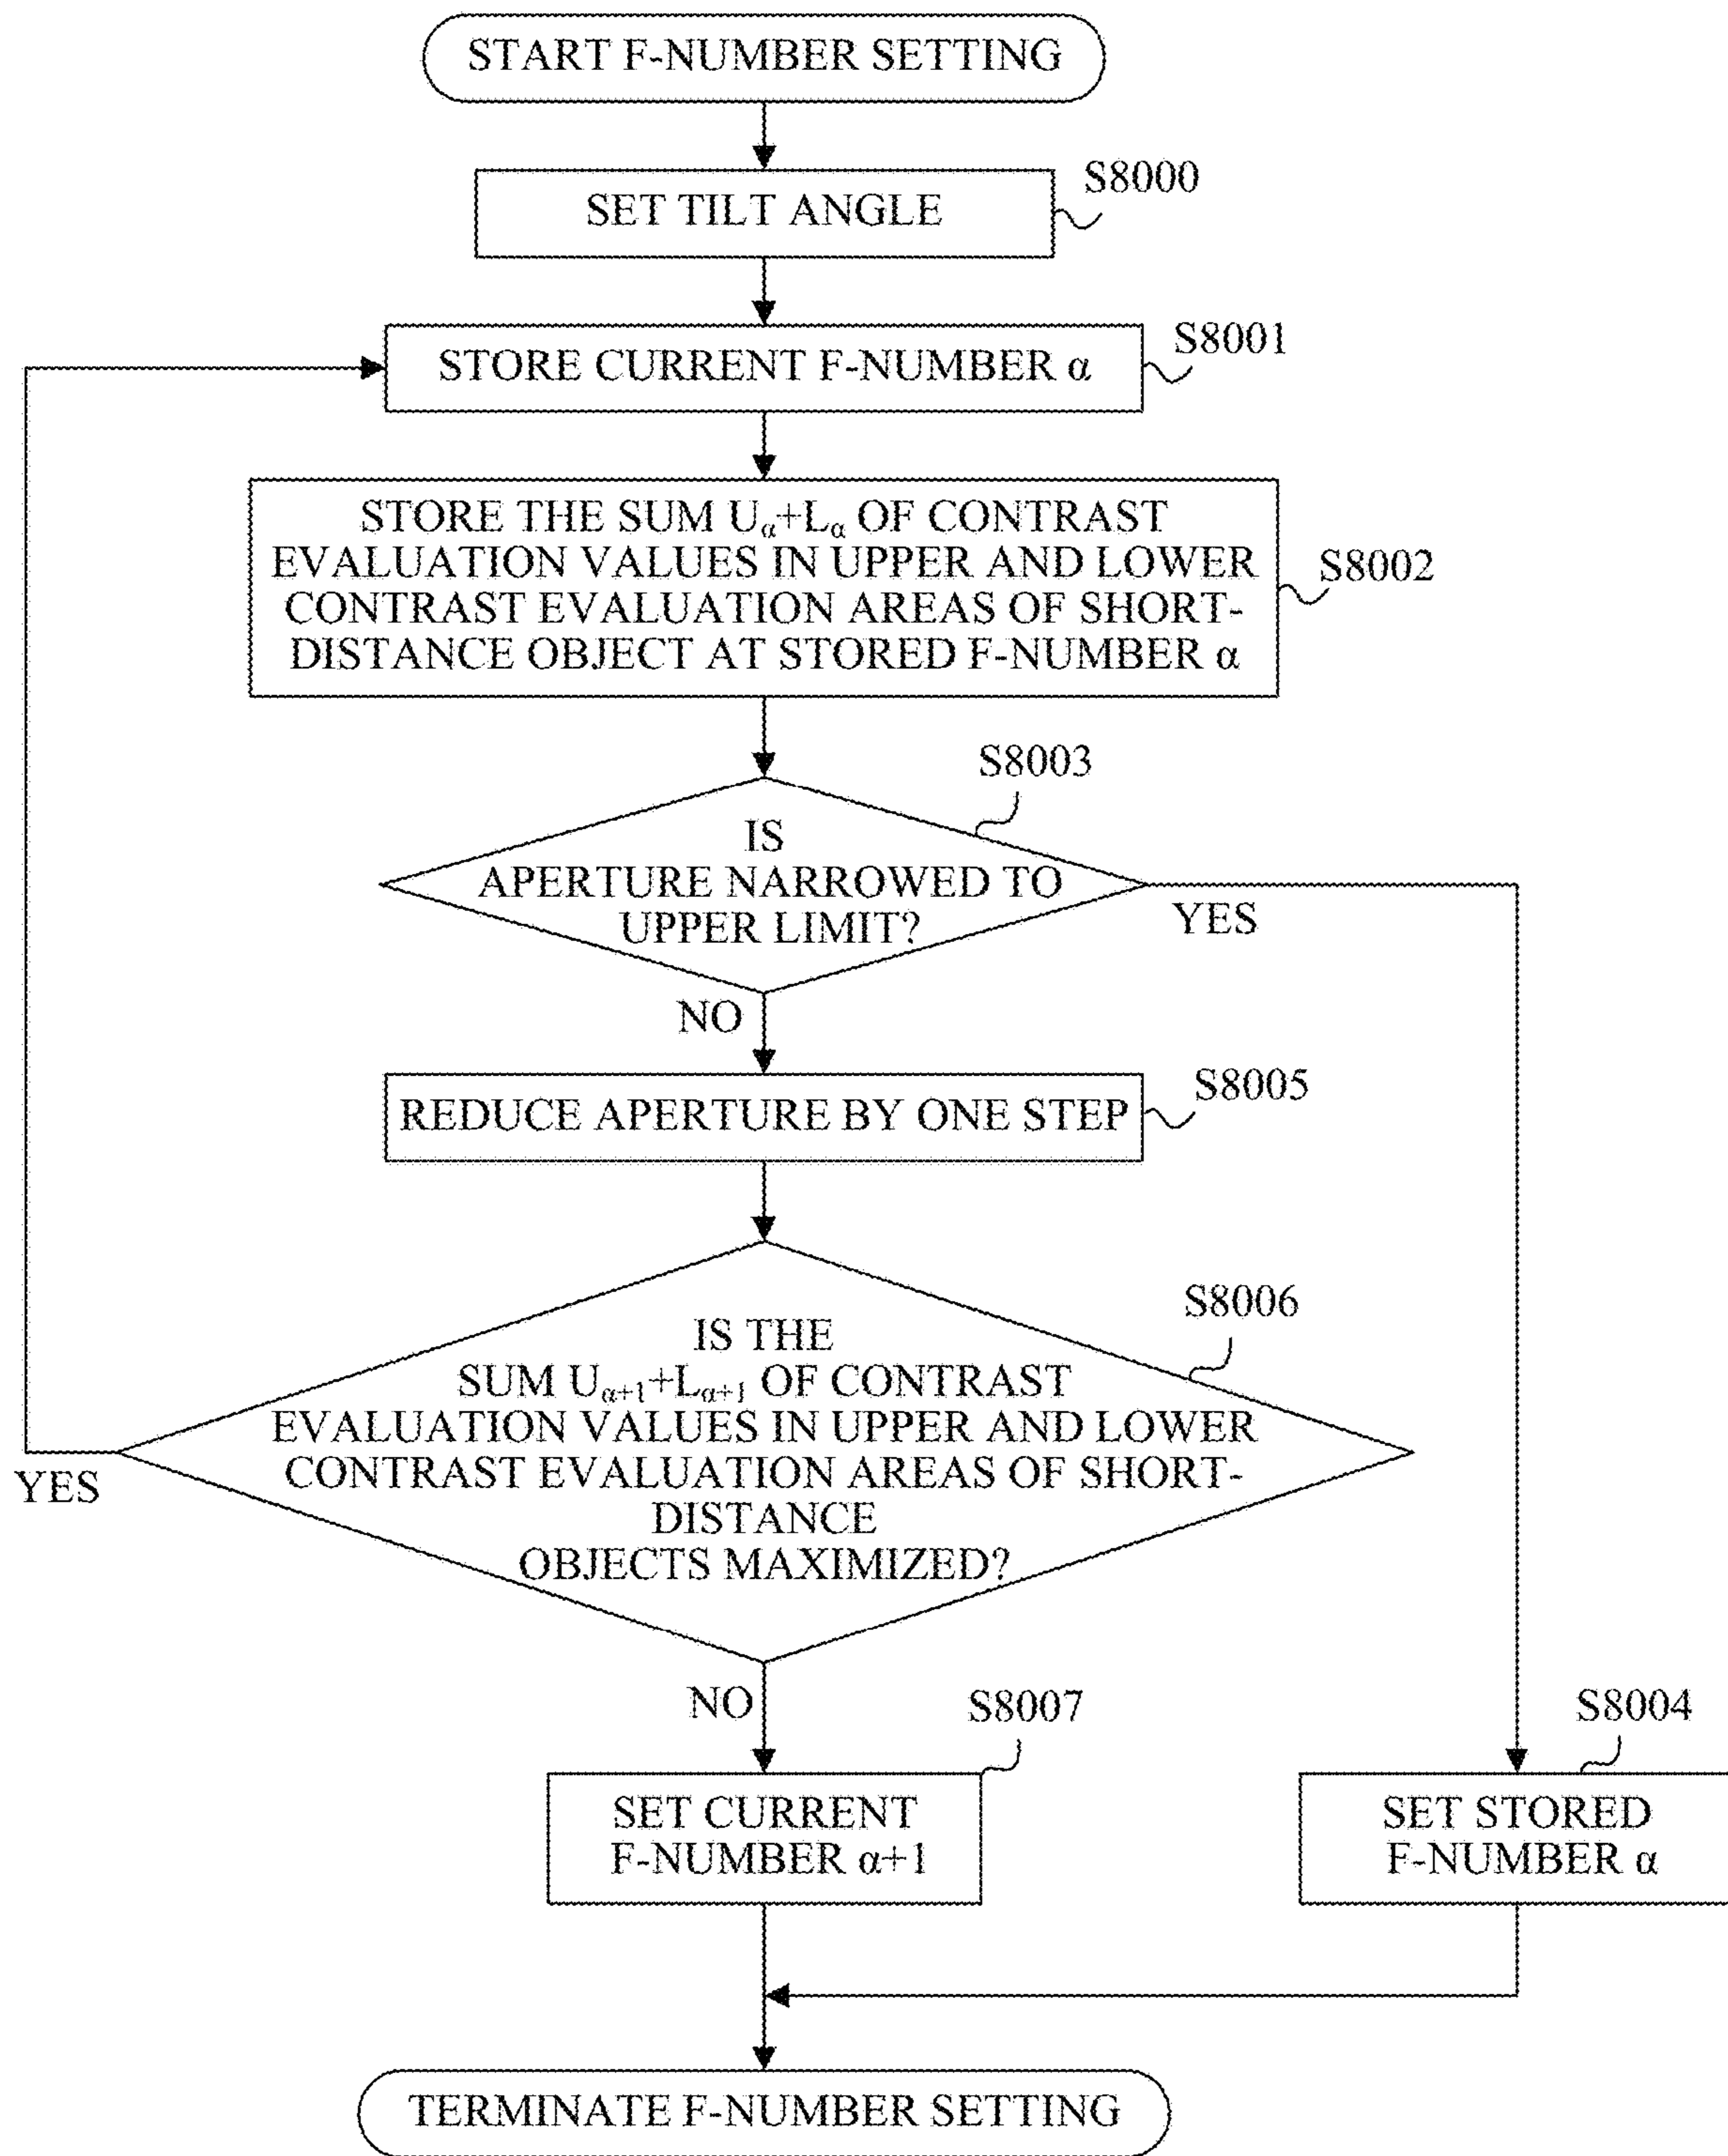 START F-NUMBER SETTING
S8000
SET TILT ANGLE
S8001
STORE CURRENT F-NUMBER α
S8002
STORE THE SUM Uα+Lα OF CONTRAST
EVALUATION VALUES IN UPPER AND LOWER
CONTRAST EVALUATION AREAS OF SHORT-
DISTANCE OBJECT AT STORED F-NUMBER α
S8003
IS
APERTURE NARROWED TO
UPPER LIMIT?
YES
NO
S8005
REDUCE APERTURE BY ONE STEP
S8006
IS THE
SUM Uα+1+Lα+1 OF CONTRAST
EVALUATION VALUES IN UPPER AND LOWER
CONTRAST EVALUATION AREAS OF SHORT-
DISTANCE
OBJECTS MAXIMIZED?
YES
NO
S8007
SET CURRENT
F-NUMBER α+1
S8004
SET STORED
F-NUMBER α
TERMINATE F-NUMBER SETTING